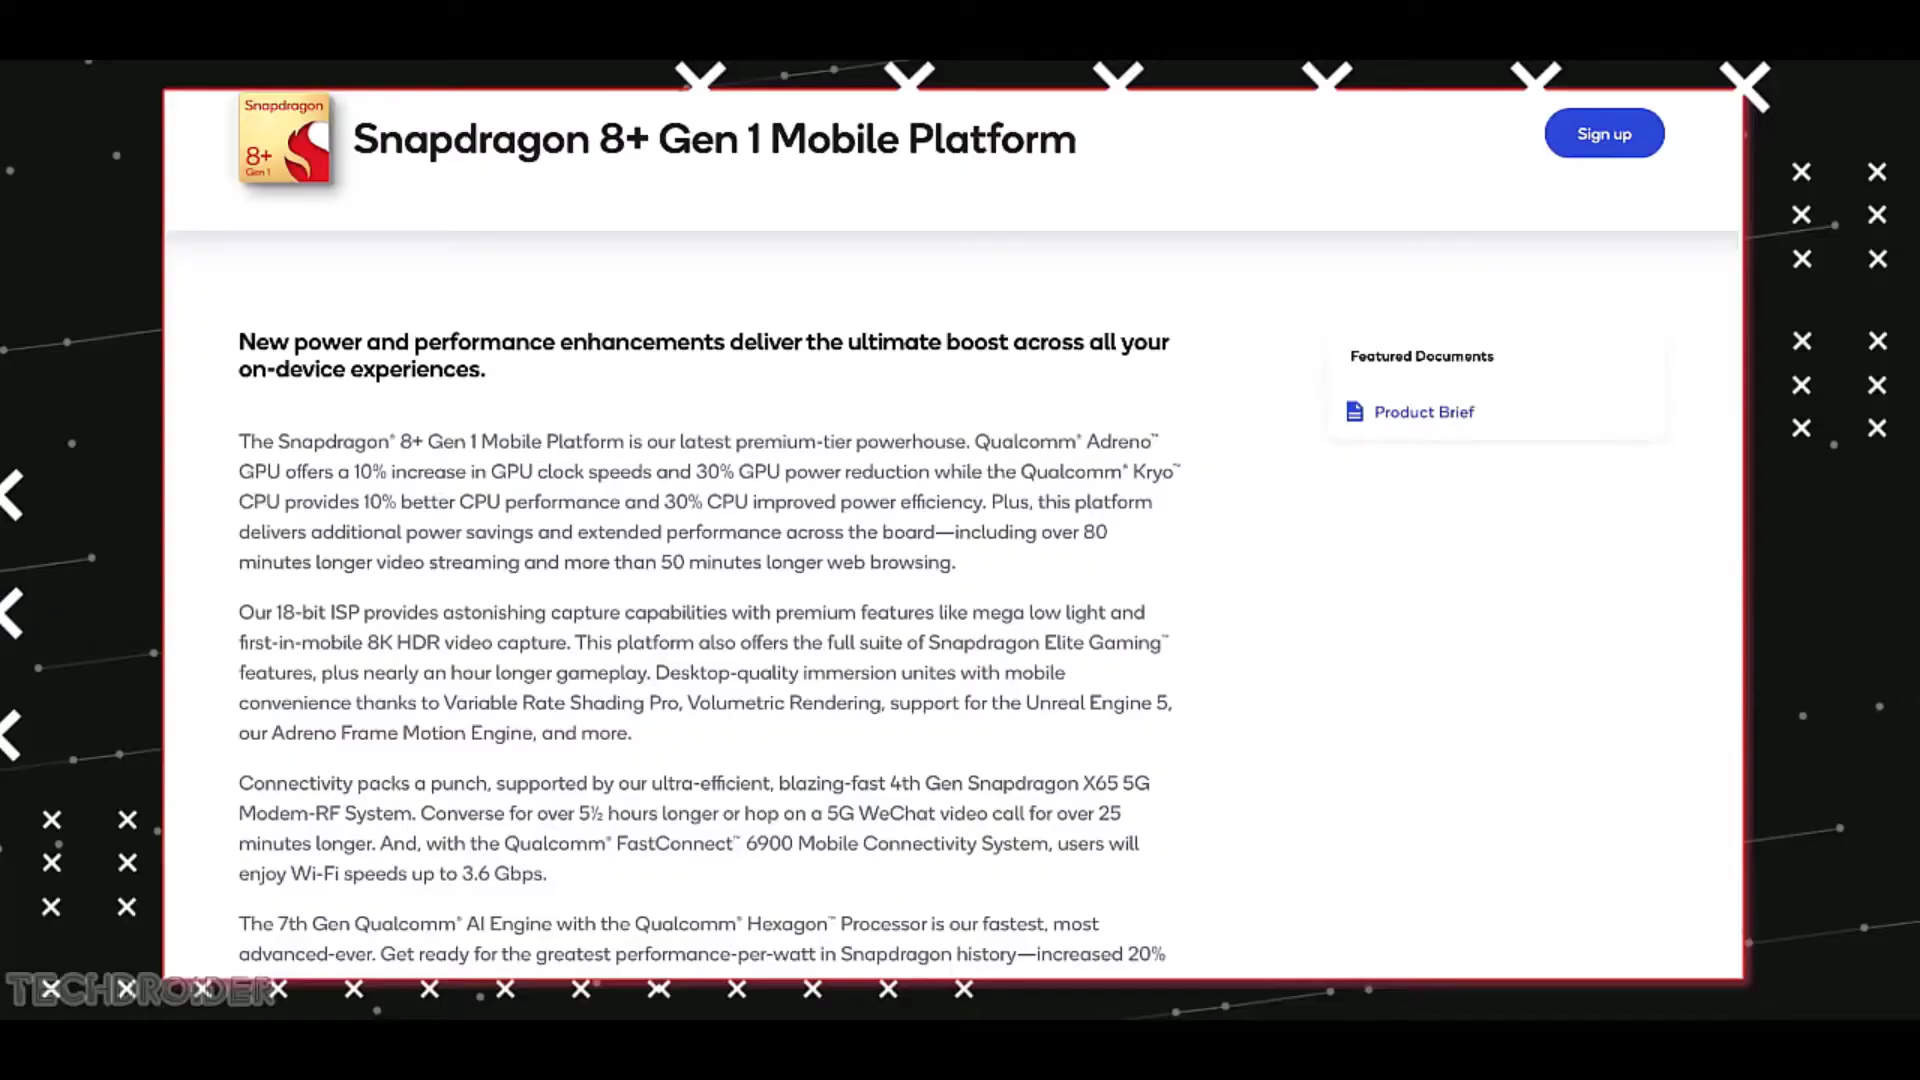 Snapdragon
8+
Gen 1
Snapdragon 8+ Gen 1 Mobile Platform
Sign up
New power and performance enhancements deliver the ultimate boost across all your
on-device experiences.
Featured Documents
Product Brief
The Snapdragon® 8+ Gen 1 Mobile Platform is our latest premium-tier powerhouse. Qualcomm® Adreno™
GPU offers a 10% increase in GPU clock speeds and 30% GPU power reduction while the Qualcomm® Kryo™
CPU provides 10% better CPU performance and 30% CPU improved power efficiency. Plus, this platform
delivers additional power savings and extended performance across the board—including over 80
minutes longer video streaming and more than 50 minutes longer web browsing.
Our 18-bit ISP provides astonishing capture capabilities with premium features like mega low light and
first-in-mobile 8K HDR video capture. This platform also offers the full suite of Snapdragon Elite Gaming™
features, plus nearly an hour longer gameplay. Desktop-quality immersion unites with mobile
convenience thanks to Variable Rate Shading Pro, Volumetric Rendering, support for the Unreal Engine 5,
our Adreno Frame Motion Engine, and more.
Connectivity packs a punch, supported by our ultra-efficient, blazing-fast 4th Gen Snapdragon X65 5G
Modem-RF System. Converse for over 5½ hours longer or hop on a 5G WeChat video call for over 25
minutes longer. And, with the Qualcomm® FastConnect™ 6900 Mobile Connectivity System, users will
enjoy Wi-Fi speeds up to 3.6 Gbps.
The 7th Gen Qualcomm® AI Engine with the Qualcomm® Hexagon™ Processor is our fastest, most
advanced-ever. Get ready for the greatest performance-per-watt in Snapdragon history—increased 20%
TECHDROIDER